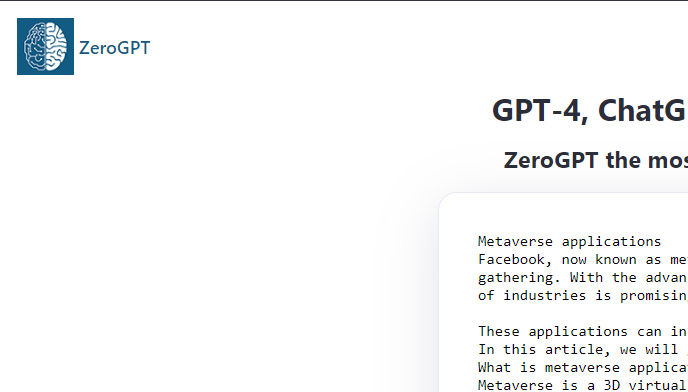 ZeroGPT
GPT-4, ChatG
ZeroGPT the mos
Metaverse applications
Facebook, now known as me
gathering. With the advan
of industries is promising
These applications can in
In this article, we will
What is metaverse applica
Metaverse is a 3D virtual